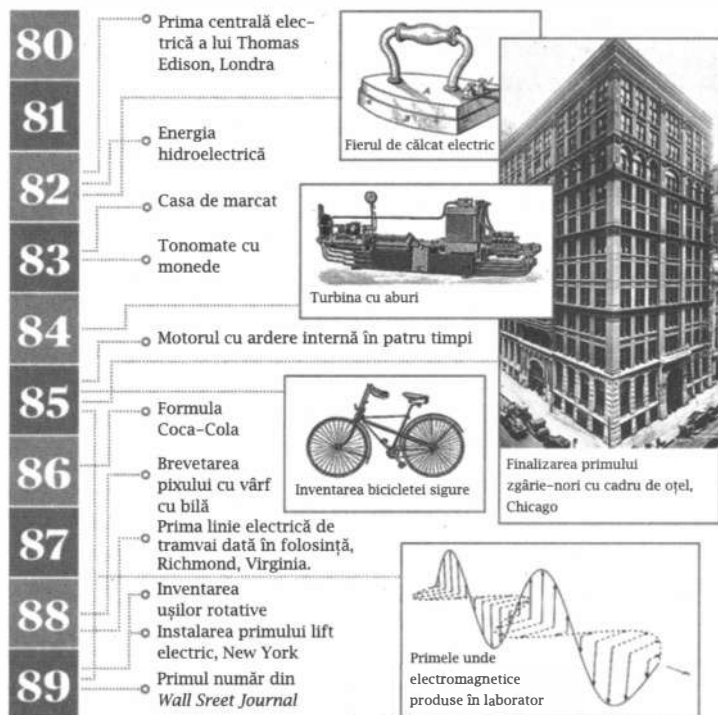 80
81
82
83
84
85
86
87
88
89
Prima centrală elec-
trică a lui Thomas
Edison, Londra
Fierul de călcat electric
Energia
hidroelectrică
Casa de marcat
Tonomate cu
monede
Turbina cu aburi
Motorul cu ardere internă în patru timpi
Formula
Coca-Cola
Inventarea bicicletei sigure
Finalizarea primului
zgârie-nori cu cadru de oțel,
Chicago
Brevetarea
pixului cu vârf
cu bilă
Prima linie electrică de
tramvai dată în folosință,
Richmond, Virginia.
Inventarea
ușilor rotative
Instalarea primului lift
electric, New York
Primul număr din
Wall Sreet Journal
Primele unde
electromagnetice
produse în laborator